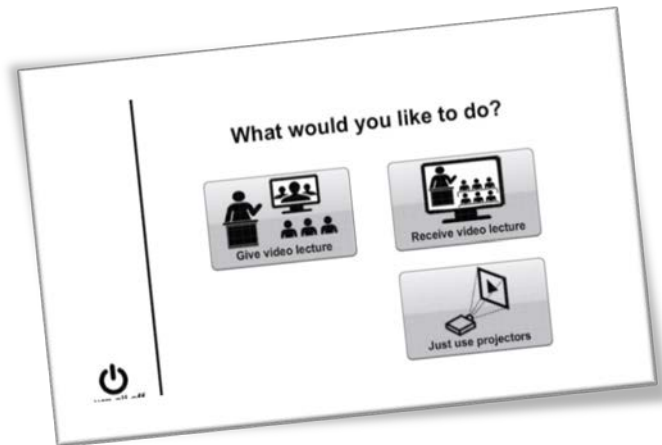 What would you like to do?
Give video lecture
Receive video lecture
Just use projectors